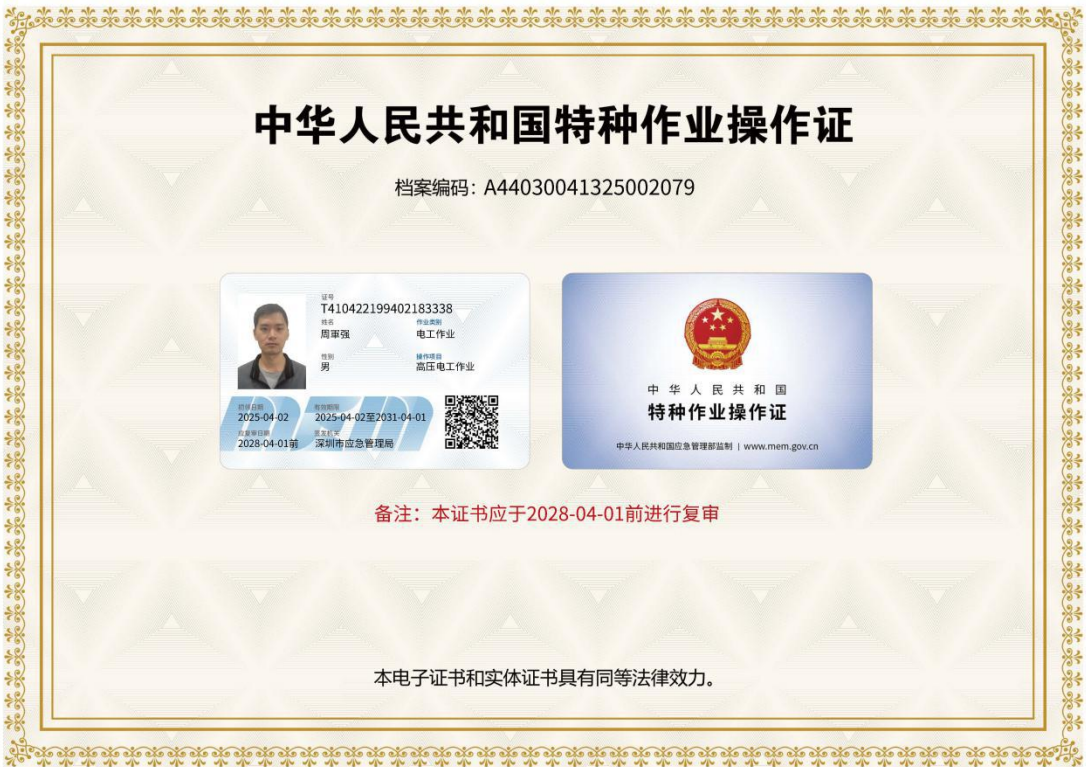 中华人民共和国特种作业操作证
档案编码：A44030041325002079
证号
T410422199402183338
姓名
作业类别
周軍强
电工作业
性别
操作项目
男
高压电工作业
初领日期
有效期限
2025-04-02
2025-04-02至2031-04-01
应复审日期
签发机关
2028-04-01前
深圳市应急管理局
中华人民共和国
特种作业操作证
中华人民共和国应急管理部监制 | www.mem.gov.cn
备注：本证书应于2028-04-01前进行复审
本电子证书和实体证书具有同等法律效力。